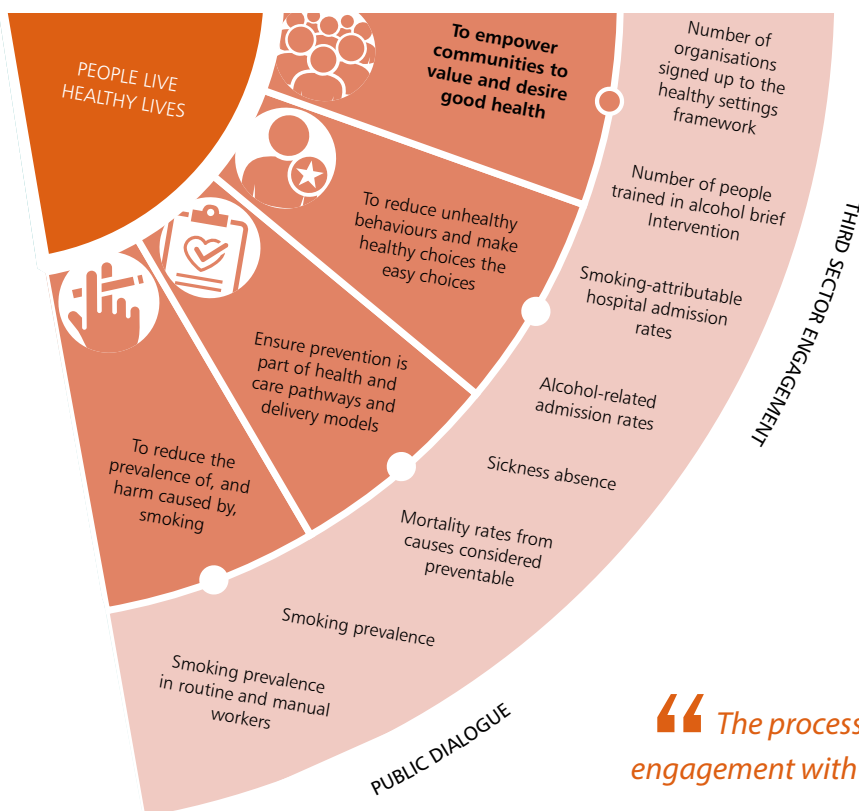 PEOPLE LIVE
HEALTHY LIVES
To empower
communities to
value and desire
good health
To reduce unhealthy
behaviours and make
healthy choices the
easy choices
Ensure prevention is
part of health and
care pathways and
delivery models
To reduce the
prevalence of, and
harm caused by,
smoking
Number of
organisations
signed up to the
healthy settings
framework
Number of people
trained in alcohol brief
Intervention
Smoking-attributable
hospital admission
rates
Alcohol-related
admission rates
Sickness absence
Mortality rates from
causes considered
preventable
Smoking prevalence
Smoking prevalence
in routine and manual
workers
THIRD SECTOR ENGAGEMENT
PUBLIC DIALOGUE
“ The process
engagement with